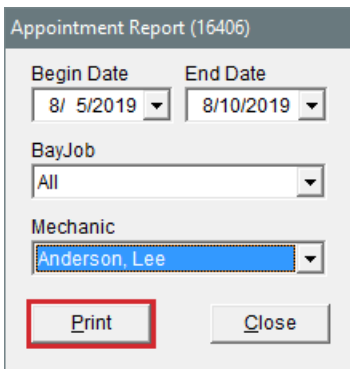 Appointment Report (16406)
Begin Date End Date
8/ 5/2019 8/10/2019
BayJob
All
Mechanic
Anderson, Lee
Print Close